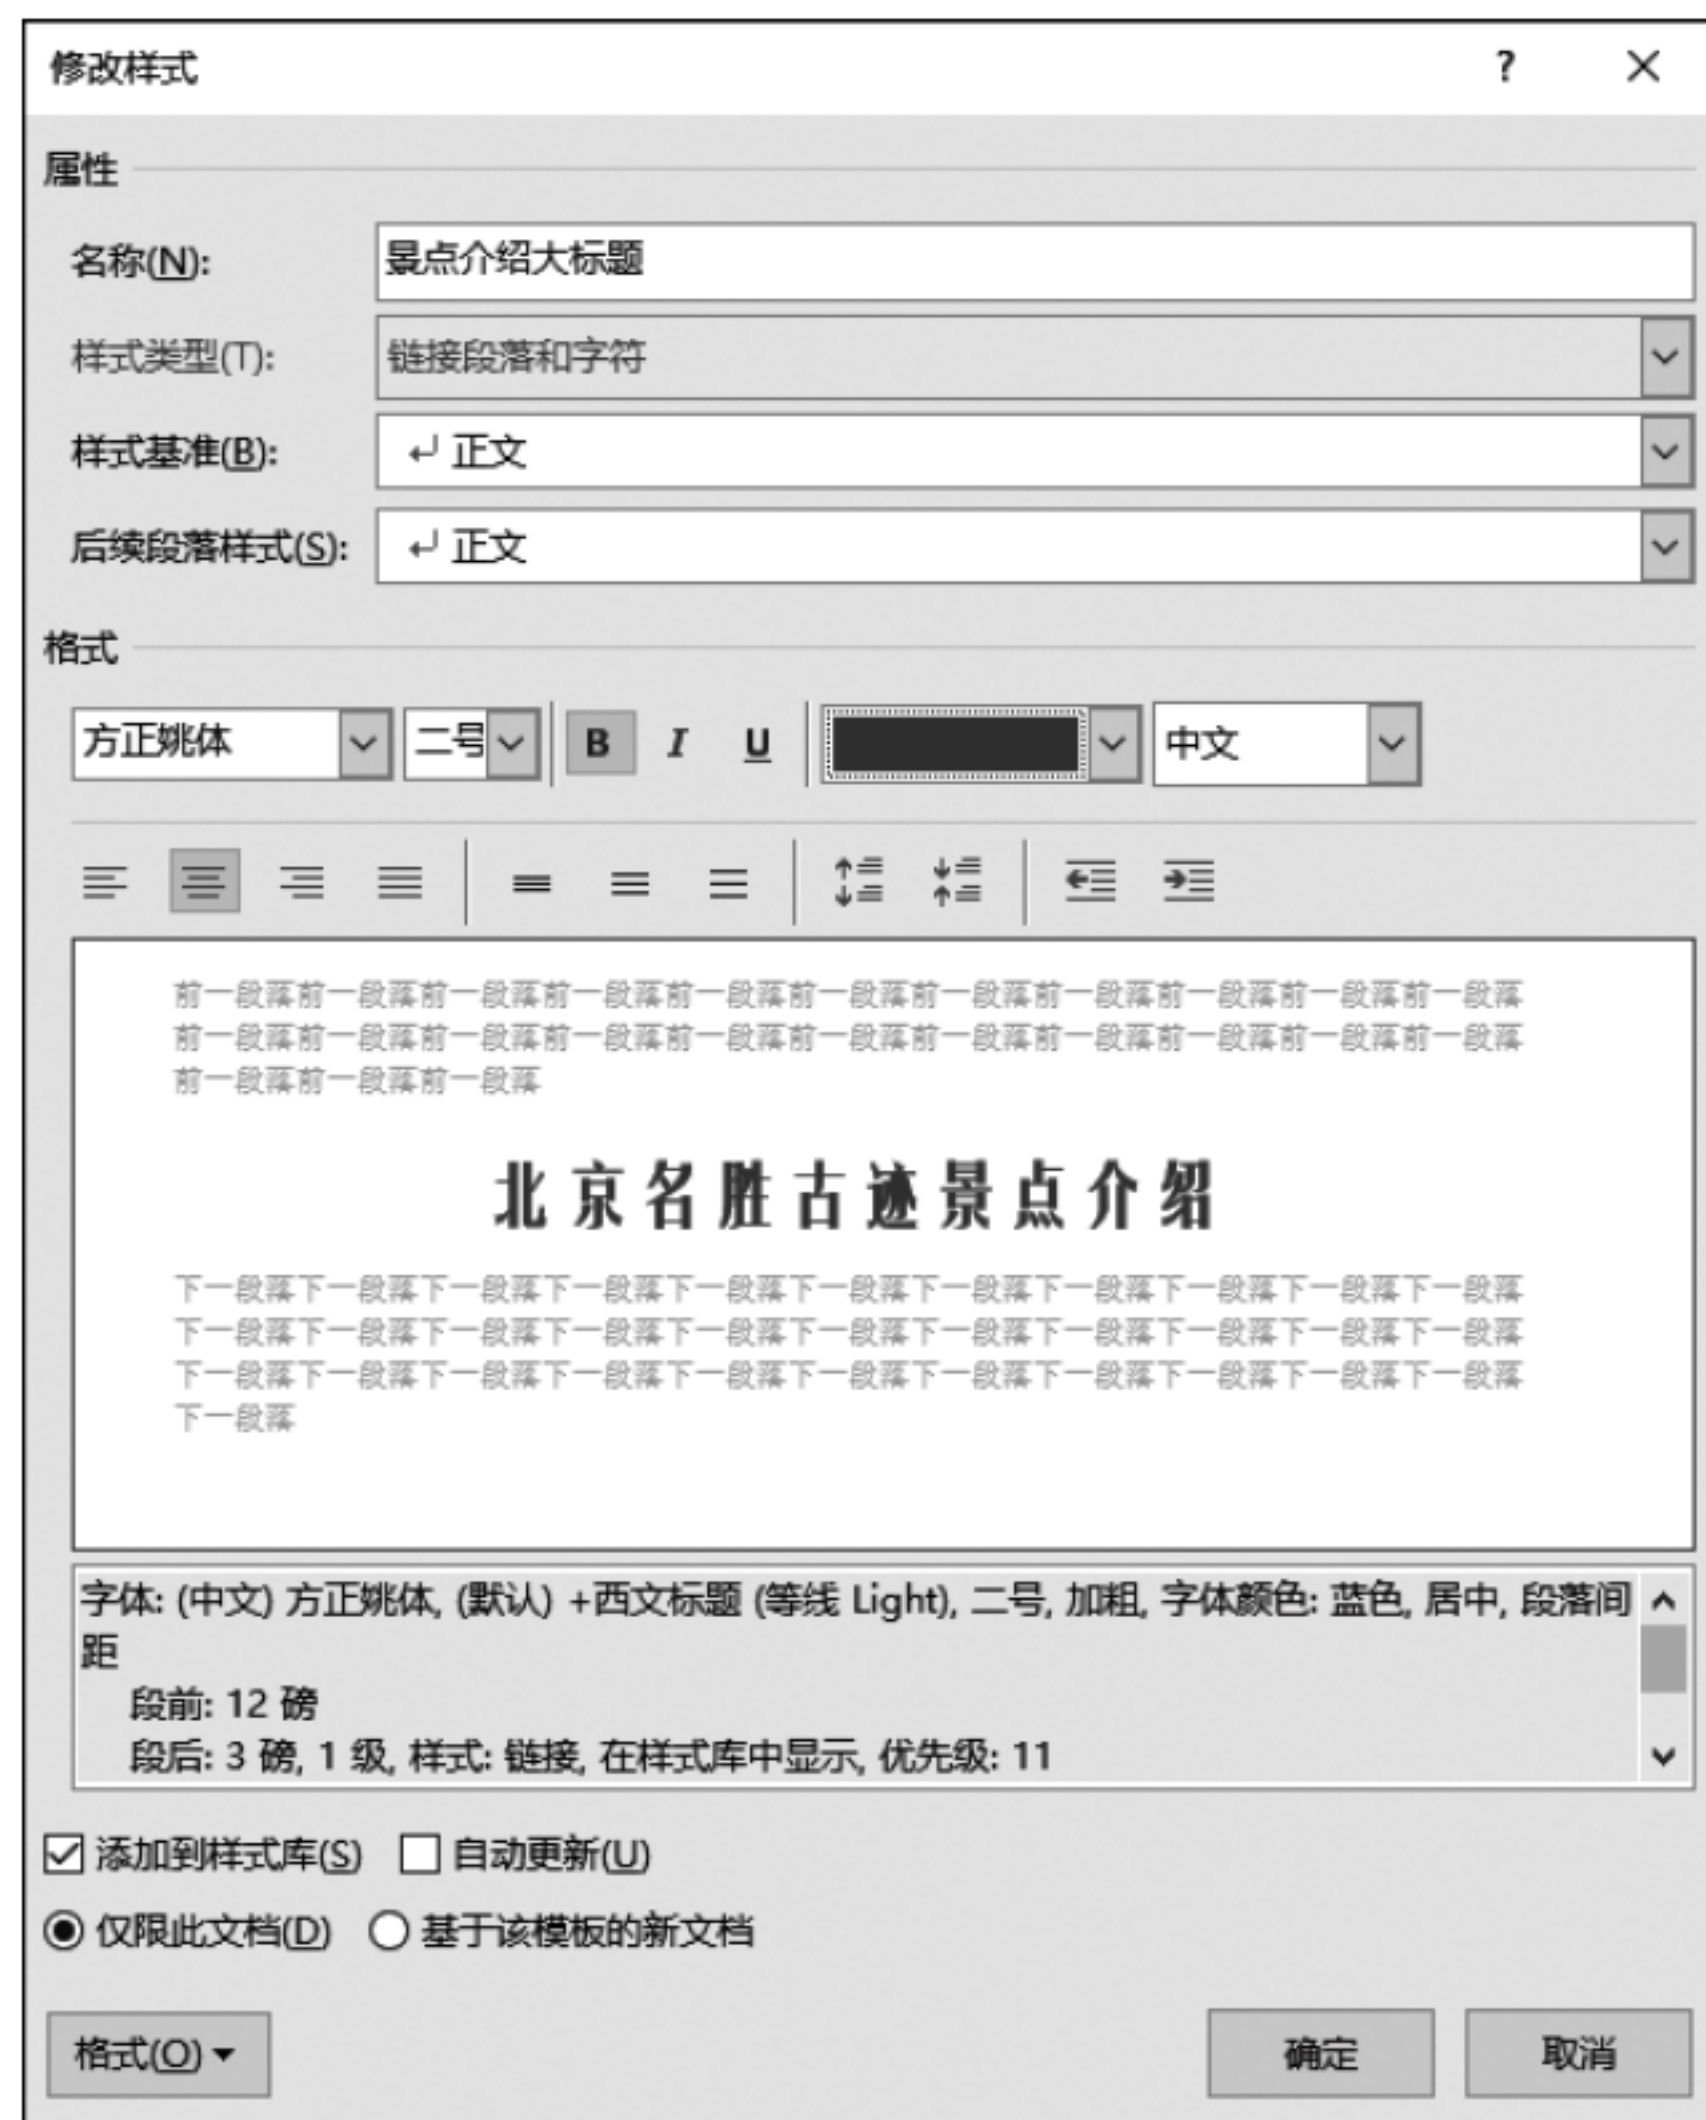 修改样式 ? ×
属性
名称(N): 景点介绍大标题
样式类型(T): 链接段落和字符
样式基准(B): ↵ 正文
后续段落样式(S): ↵ 正文
格式
方正姚体 二号 B I U 中文
前一段落前一段落前一段落前一段落前一段落前一段落前一段落前一段落前一段落前一段落前一段落
前一段落前一段落前一段落前一段落前一段落前一段落前一段落前一段落前一段落前一段落前一段落
前一段落前一段落前一段落
北京名胜古迹景点介绍
下一段落下一段落下一段落下一段落下一段落下一段落下一段落下一段落下一段落下一段落下一段落
下一段落下一段落下一段落下一段落下一段落下一段落下一段落下一段落下一段落下一段落下一段落
下一段落下一段落下一段落下一段落下一段落下一段落下一段落下一段落下一段落下一段落下一段落
下一段落
字体: (中文) 方正姚体, (默认) +西文标题 (等线 Light), 二号, 加粗, 字体颜色: 蓝色, 居中, 段落间
距
段前: 12 磅
段后: 3 磅, 1 级, 样式: 链接, 在样式库中显示, 优先级: 11
添加到样式库(S) 自动更新(U)
仅限此文档(D) 基于该模板的新文档
格式(O) 确定 取消